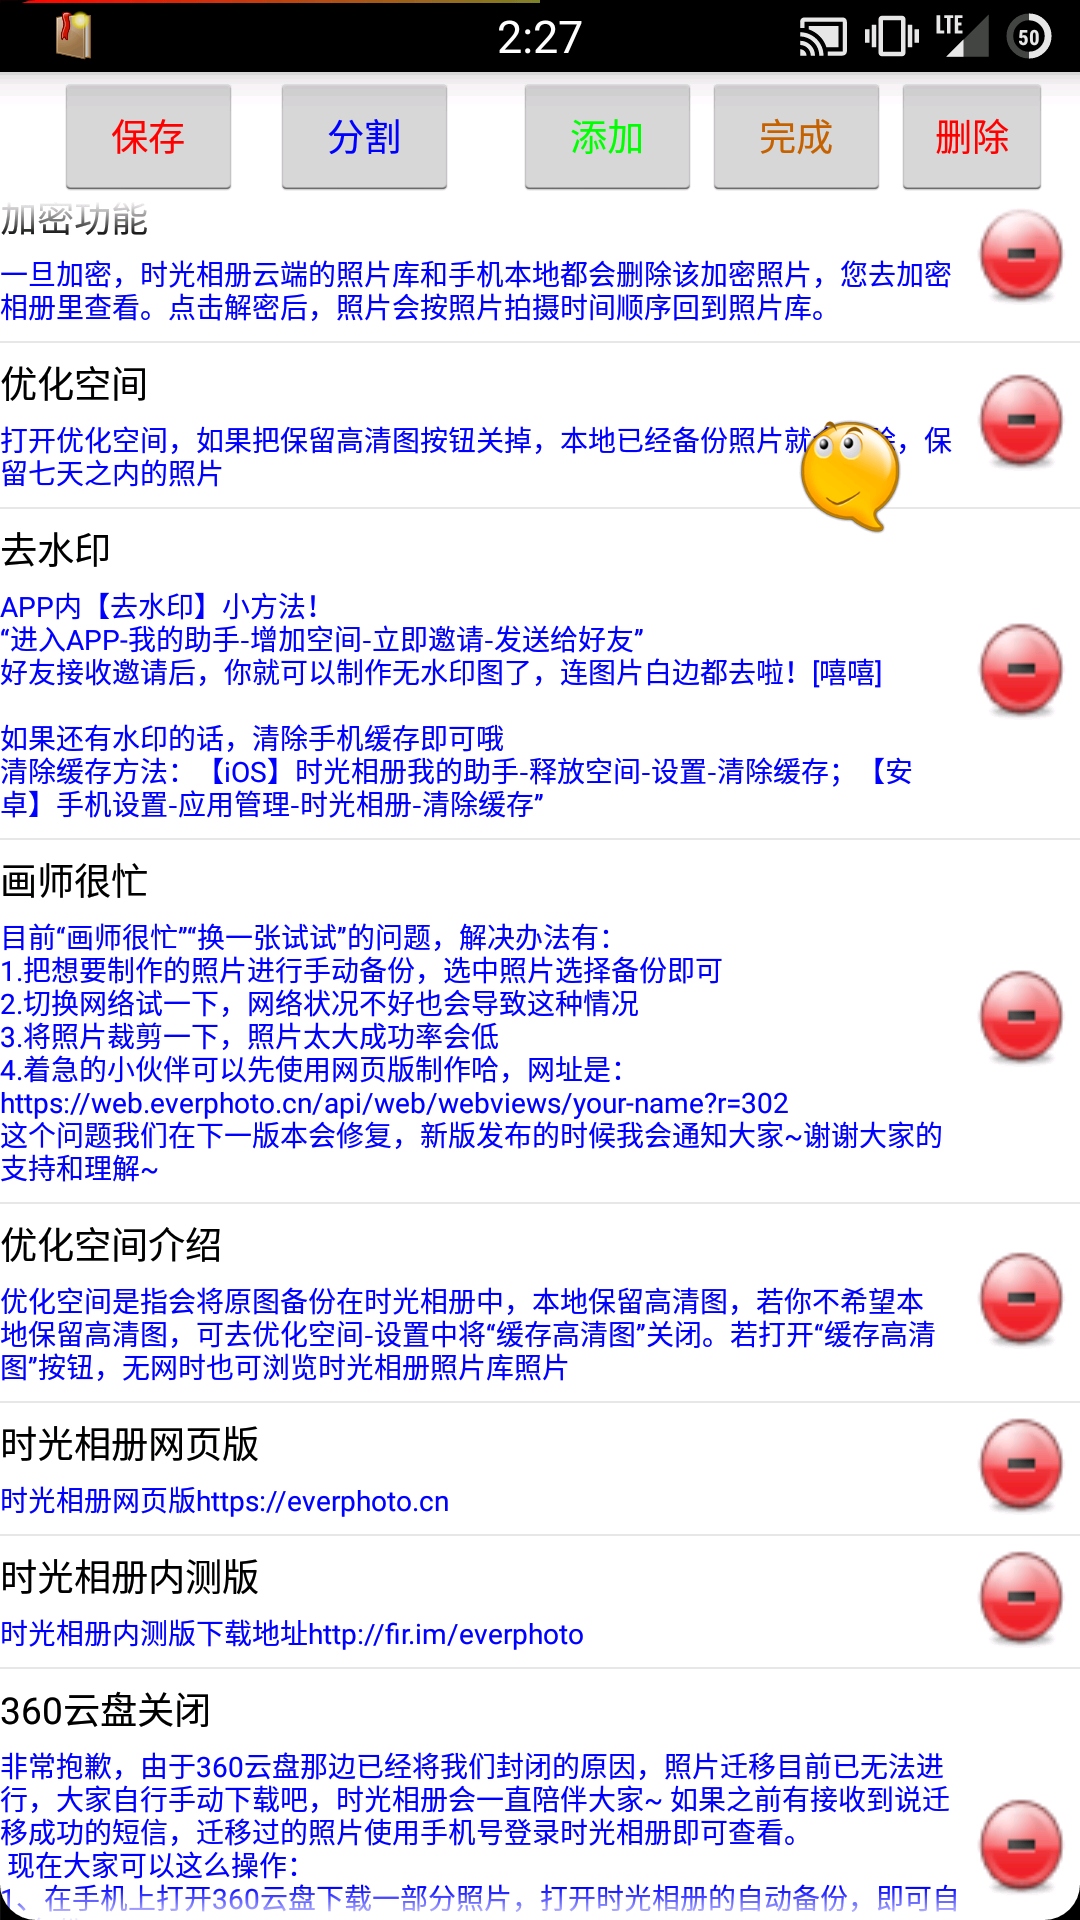 2:27
LTE
50
保存
分割
添加
完成
删除
加密功能
一旦加密，时光相册云端的照片库和手机本地都会删除该加密照片，您去加密
相册里查看。点击解密后，照片会按照片拍摄时间顺序回到照片库。
优化空间
打开优化空间，如果把保留高清图按钮关掉，本地已经备份照片就，保
留七天之内的照片
去水印
APP内【去水印】小方法！
“进入APP-我的助手-增加空间-立即邀请-发送给好友”
好友接收邀请后，你就可以制作无水印图了，连图片白边都去啦！[嘻嘻]
如果还有水印的话，清除手机缓存即可哦
清除缓存方法：【iOS】时光相册我的助手-释放空间-设置-清除缓存；【安
卓】手机设置-应用管理-时光相册-清除缓存”
画师很忙
目前“画师很忙”“换一张试试”的问题，解决办法有：
1.把想要制作的照片进行手动备份，选中照片选择备份即可
2.切换网络试一下，网络状况不好也会导致这种情况
3.将照片裁剪一下，照片太大成功率会低
4.着急的小伙伴可以先使用网页版制作哈，网址是：
https://web.everphoto.cn/api/web/webviews/your-name?r=302
这个问题我们在下一版本会修复，新版发布的时候我会通知大家~谢谢大家的
支持和理解~
优化空间介绍
优化空间是指会将原图备份在时光相册中，本地保留高清图，若你不希望本
地保留高清图，可去优化空间-设置中将“缓存高清图”关闭。若打开“缓存高清
图”按钮，无网时也可浏览时光相册照片库照片
时光相册网页版
时光相册网页版https://everphoto.cn
时光相册内测版
时光相册内测版下载地址http://fir.im/everphoto
360云盘关闭
非常抱歉，由于360云盘那边已经将我们封闭的原因，照片迁移目前已无法进
行，大家自行手动下载吧，时光相册会一直陪伴大家~ 如果之前有接收到说迁
移成功的短信，迁移过的照片使用手机号登录时光相册即可查看。
现在大家可以这么操作：
1、在手机上打开360云盘下载一部分照片，打开时光相册的自动备份，即可自